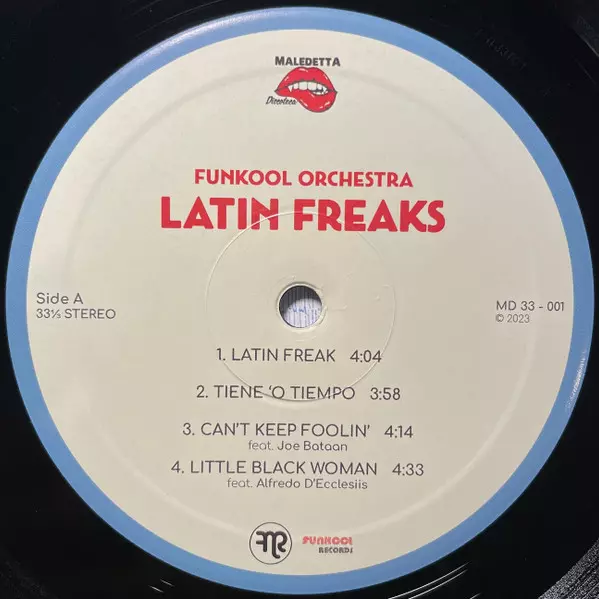 MALEDETTA
Discoteca
FUNKOOL ORCHESTRA
LATIN FREAKS
Side A
33⅓ STEREO
MD 33 - 001
© 2023
1. LATIN FREAK 4:04
2. TIENE 'O TIEMPO 3:58
3. CAN'T KEEP FOOLIN' 4:14
feat. Joe Bataan
4. LITTLE BLACK WOMAN 4:33
feat. Alfredo D'Ecclesiis
FUNKOOL
RECORDS